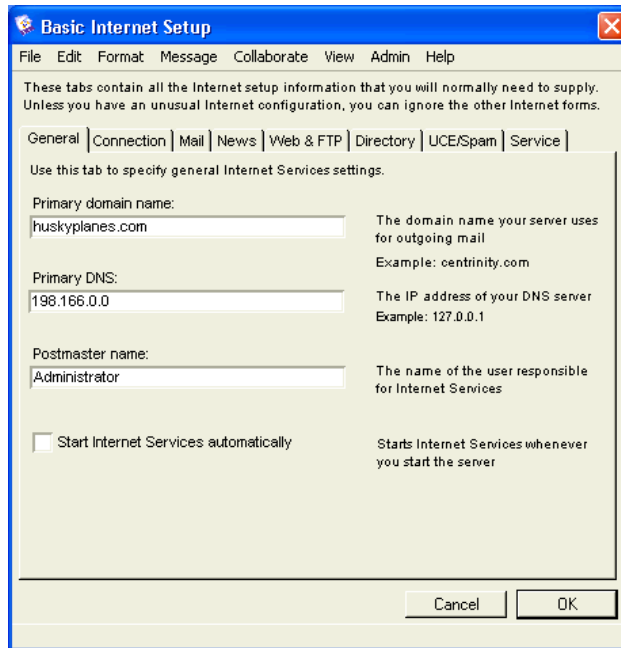 Basic Internet Setup
File Edit Format Message Collaborate View Admin Help
These tabs contain all the Internet setup information that you will normally need to supply.
Unless you have an unusual Internet configuration, you can ignore the other Internet forms.
General Connection Mail News Web & FTP Directory UCE/Spam Service
Use this tab to specify general Internet Services settings.
Primary domain name:
huskyplanes.com
The domain name your server uses
for outgoing mail
Example: centrinity.com
Primary DNS:
198.166.0.0
The IP address of your DNS server
Example: 127.0.0.1
Postmaster name:
Administrator
The name of the user responsible
for Internet Services
Start Internet Services automatically
Starts Internet Services whenever
you start the server
Cancel OK